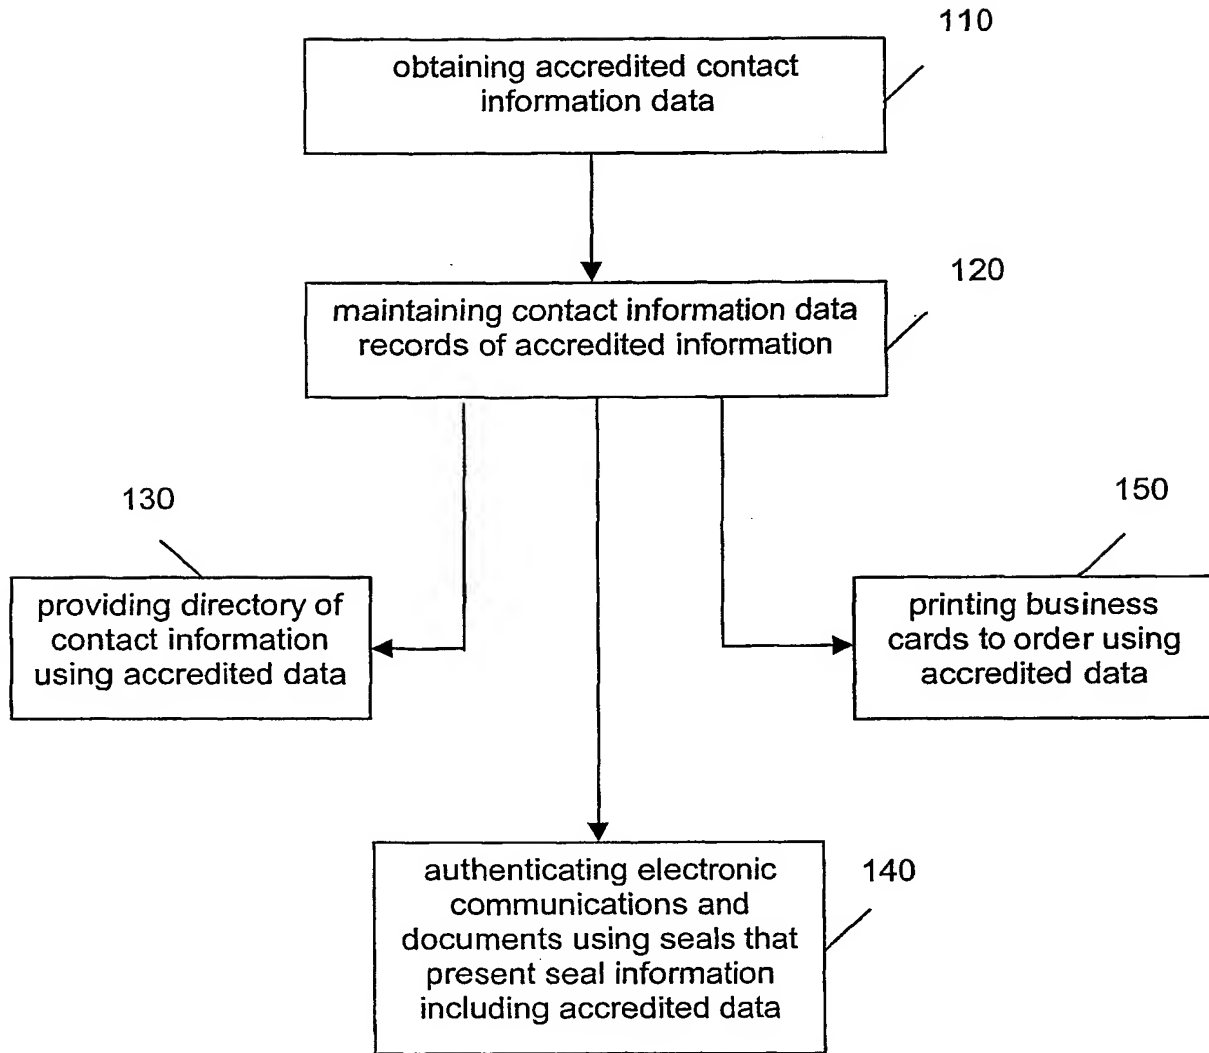 110
obtaining accredited contact
information data
120
maintaining contact information data
records of accredited information
130
providing directory of
contact information
using accredited data
150
printing business
cards to order using
accredited data
140
authenticating electronic
communications and
documents using seals that
present seal information
including accredited data